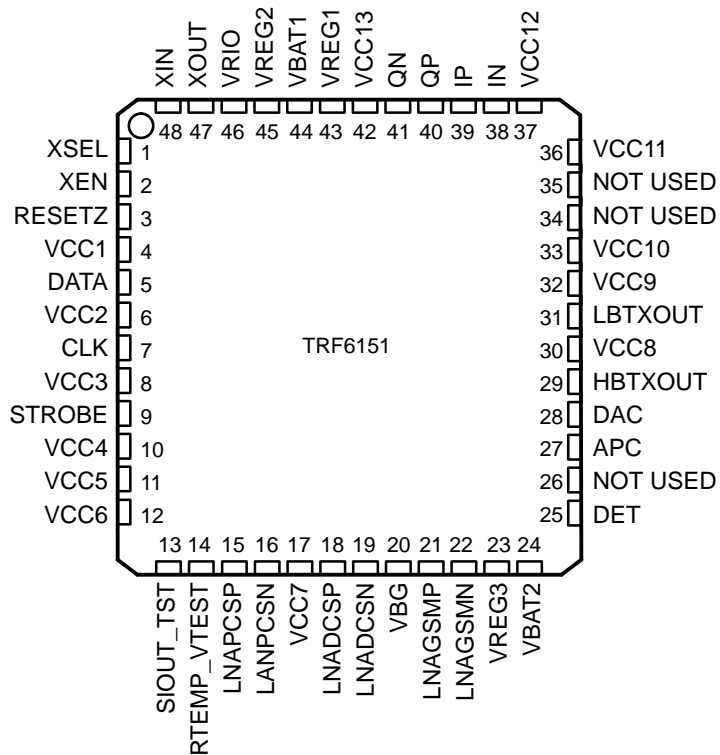 XIN
XOUT
VRIO
VREG2
VBAT1
VREG1
VCC13
QN
QP
IP
IN
VCC12
48
47
46
45
44
43
42
41
40
39
38
37
XSEL 1
XEN 2
RESETZ 3
VCC1 4
DATA 5
VCC2 6
CLK 7
VCC3 8
STROBE 9
VCC4 10
VCC5 11
VCC6 12
TRF6151
36 VCC11
35 NOT USED
34 NOT USED
33 VCC10
32 VCC9
31 LBTXOUT
30 VCC8
29 HBTXOUT
28 DAC
27 APC
26 NOT USED
25 DET
13
14
15
16
17
18
19
20
21
22
23
24
SIOUT_TST
RTEMP_VTEST
LNAPCSP
LANPCSN
VCC7
LNADCSP
LNADCSN
VBG
LNAGSMP
LNAGSMN
VREG3
VBAT2